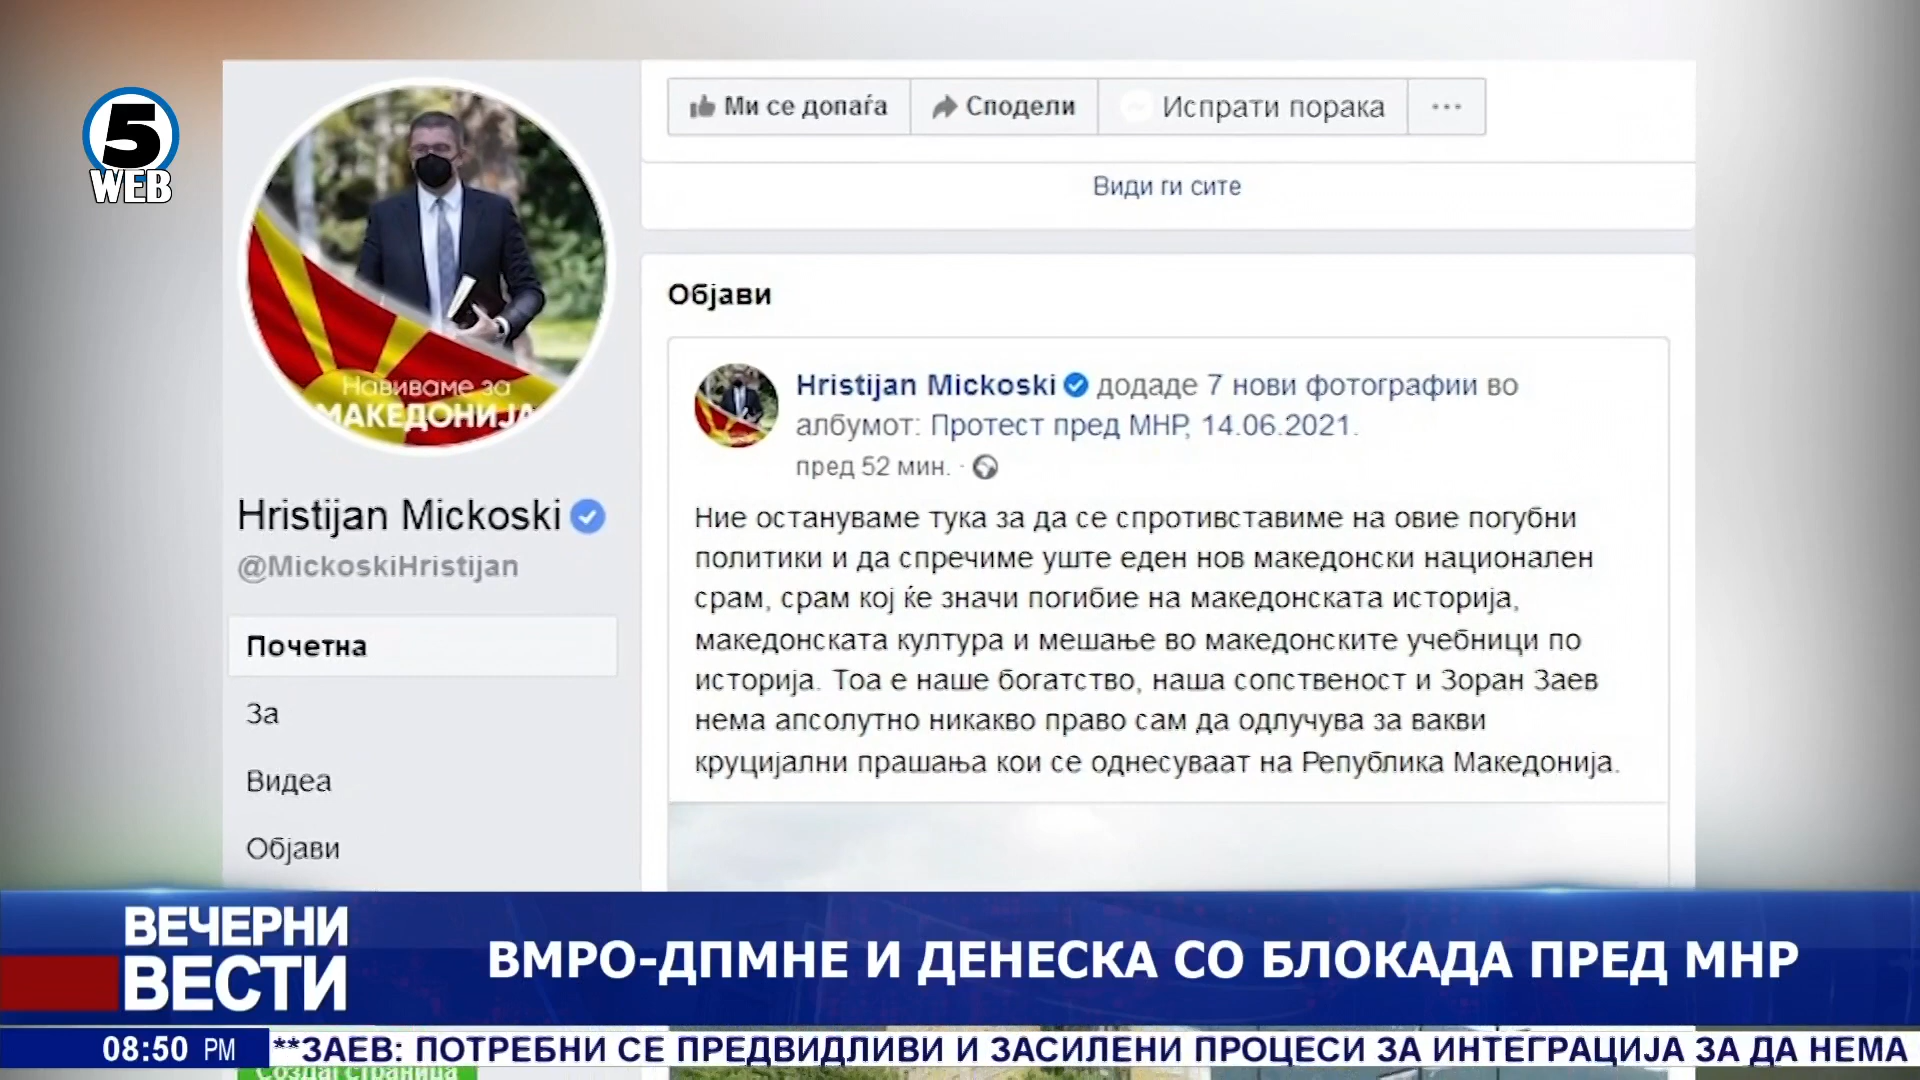 5
WEB
Ми се допаѓа
Сподели
Испрати порака
Види ги сите
Објави
Навиваме за
МАКЕДОНИЈА
Hristijan Mickoski
@MickoskiHristijan
Почетна
За
Видеа
Објави
Hristijan Mickoski додаде 7 нови фотографии во
албумот: Протест пред МНР, 14.06.2021.
пред 52 мин. ·
Ние остануваме тука за да се спротивставиме на овие погубни
политики и да спречиме уште еден нов македонски национален
срам, срам кој ќе значи погибие на македонската историја,
македонската култура и мешање во македонските учебници по
историја. Тоа е наше богатство, наша сопственост и Зоран Заев
нема апсолутно никакво право сам да одлучува за вакви
круцијални прашања кои се однесуваат на Република Македонија.
ВЕЧЕРНИ
ВЕСТИ
ВМРО-ДПМНЕ И ДЕНЕСКА СО БЛОКАДА ПРЕД МНР
08:50 PM
**ЗАЕВ: ПОТРЕБНИ СЕ ПРЕДВИДЛИВИ И ЗАСИЛЕНИ ПРОЦЕСИ ЗА ИНТЕГРАЦИЈА ЗА ДА НЕМА
Создај страница